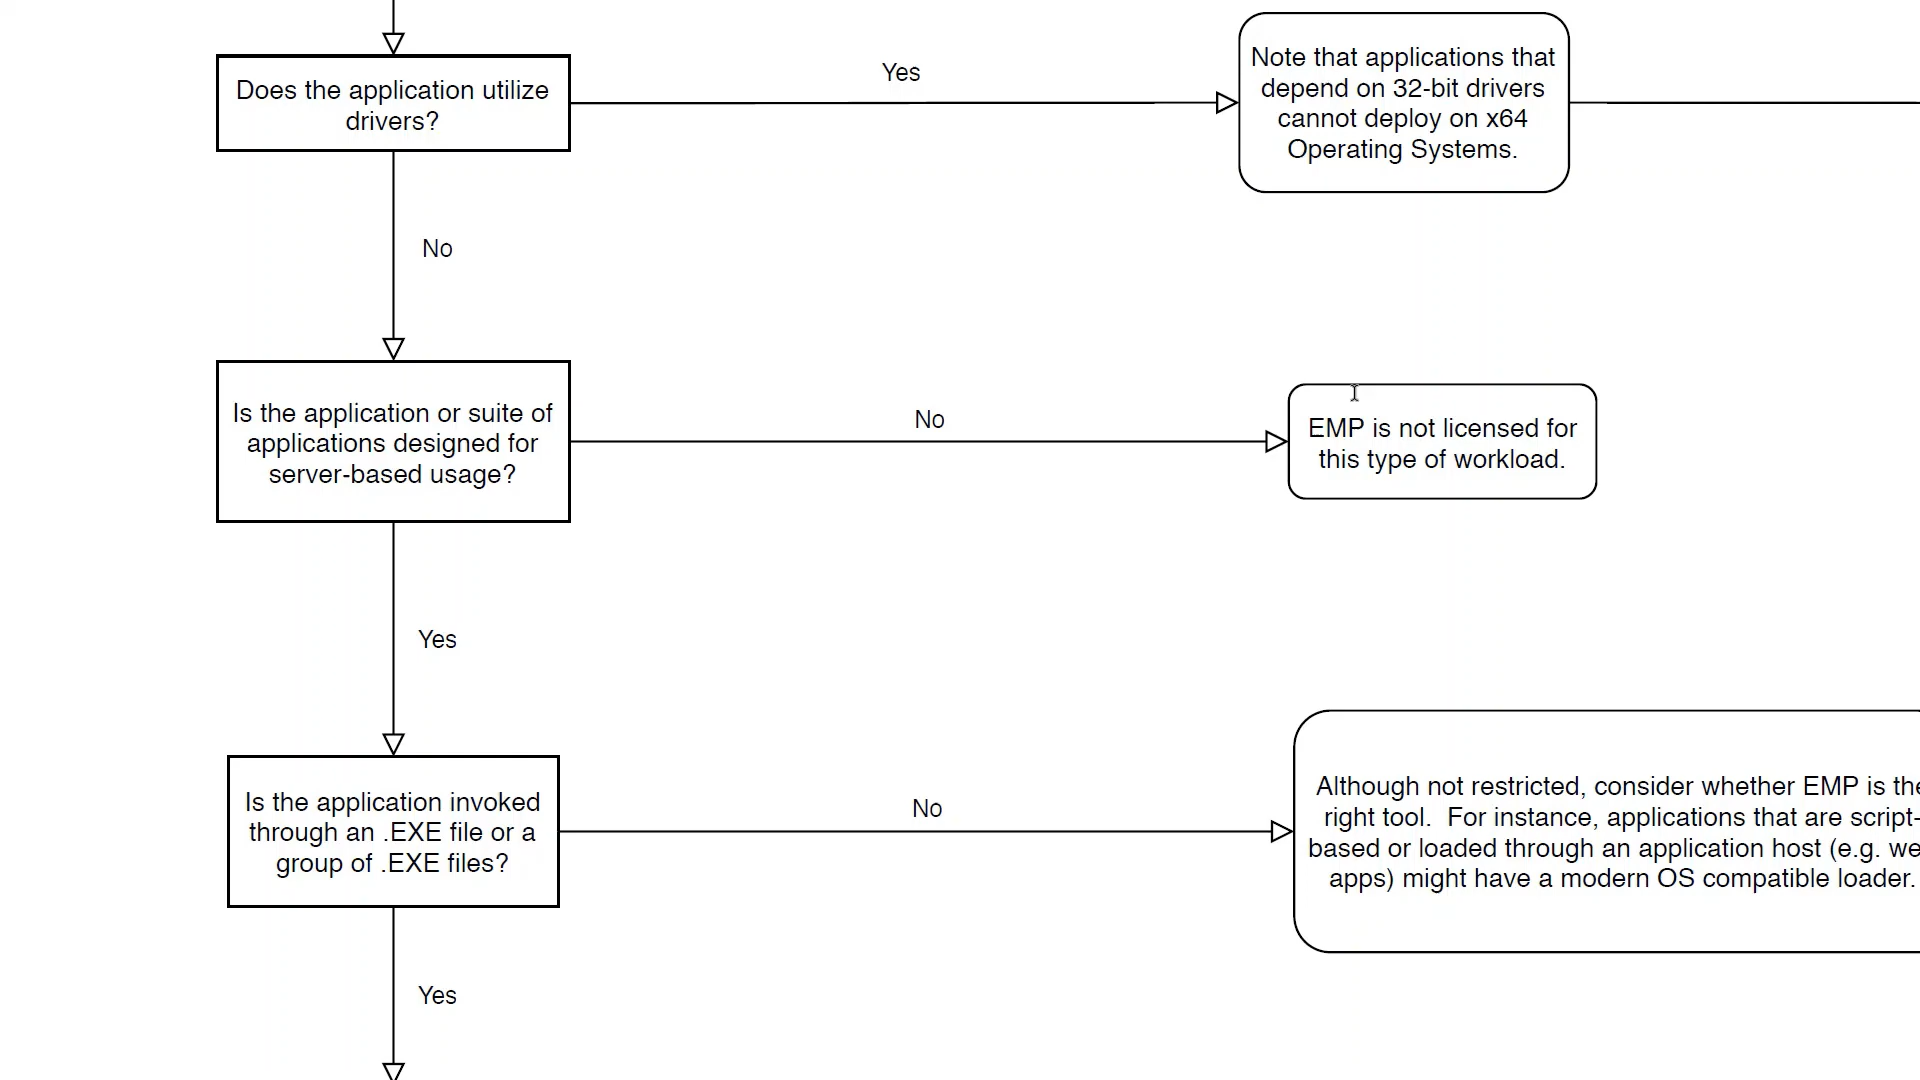 Does the application utilize
drivers?
Yes
Note that applications that
depend on 32-bit drivers
cannot deploy on x64
Operating Systems.
No
Is the application or suite of
applications designed for
server-based usage?
No
EMP is not licensed for
this type of workload.
Yes
Is the application invoked
through an .EXE file or a
group of .EXE files?
No
Although not restricted, consider whether EMP is the
right tool.  For instance, applications that are script-
based or loaded through an application host (e.g. we
apps) might have a modern OS compatible loader.
Yes